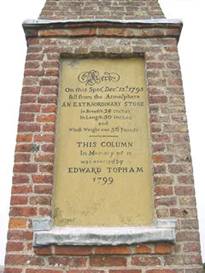 Here
On this Spot, Decr. 13th, 1795
fell from the Atmosphere
AN EXTRAORDINARY STONE
In Breadth 28 inches
In Length 30 inches
and
Whose Weight was 56 pounds
THIS COLUMN
In Memory of it
was erected by
EDWARD TOPHAM
1799